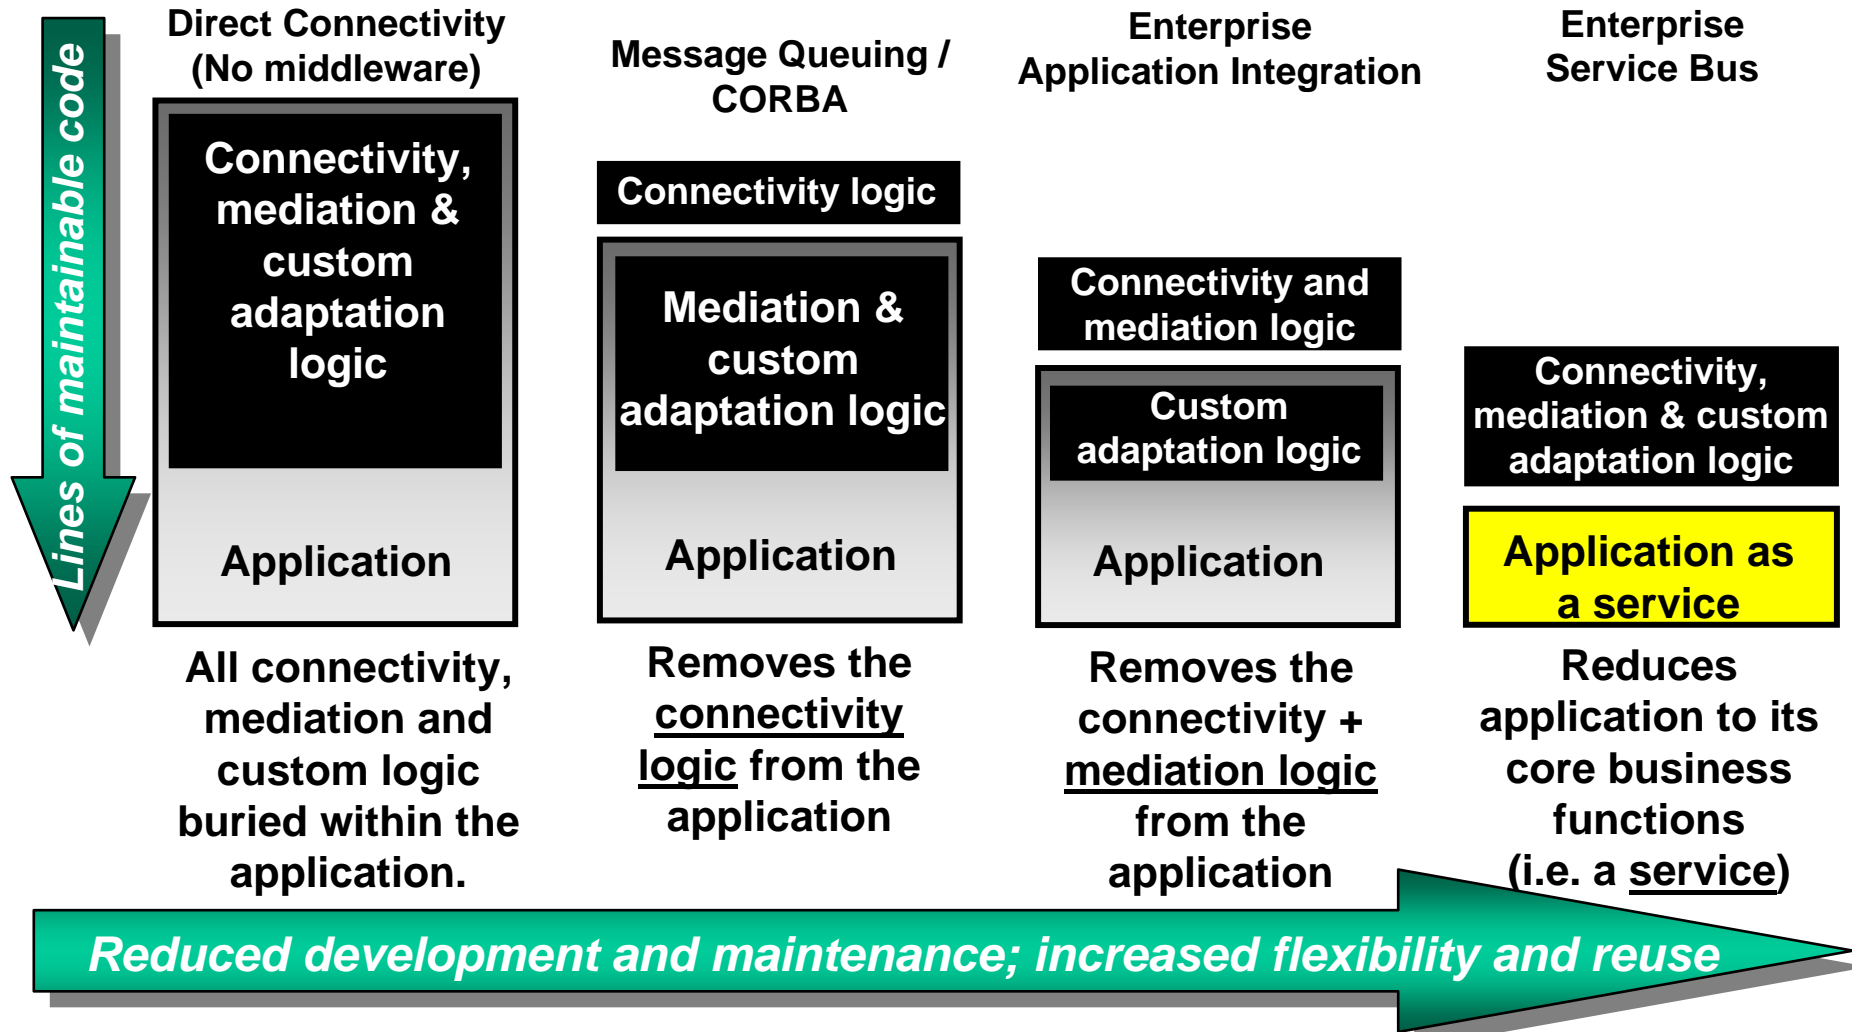 Lines of maintainable code
Direct Connectivity
(No middleware)
Connectivity,
mediation &
custom
adaptation
logic
Application
All connectivity,
mediation and
custom logic
buried within the
application.
Message Queuing /
CORBA
Connectivity logic
Mediation &
custom
adaptation logic
Application
Removes the
connectivity
logic from the
application
Enterprise
Application Integration
Connectivity and
mediation logic
Custom
adaptation logic
Application
Removes the
connectivity +
mediation logic
from the
application
Enterprise
Service Bus
Connectivity,
mediation & custom
adaptation logic
Application as
a service
Reduces
application to its
core business
functions
(i.e. a service)
Reduced development and maintenance; increased flexibility and reuse